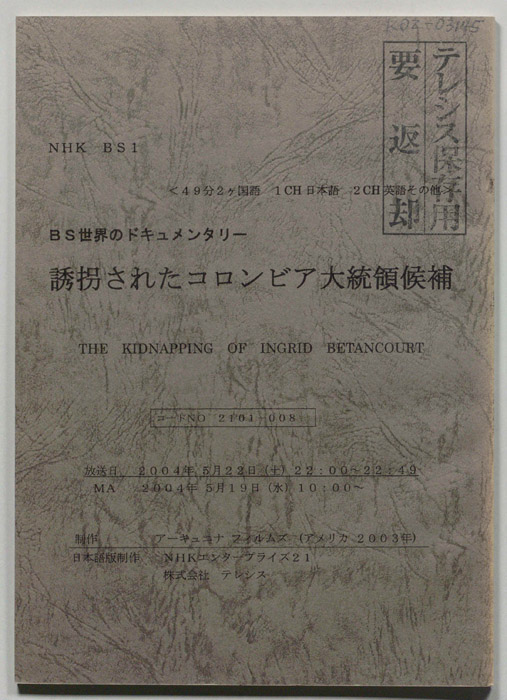 K02-03145
テレシス保存用
要返却
NHK BS1
<49分2ヶ国語 1CH日本語 2CH英語その他>
BS世界のドキュメンタリー
誘拐されたコロンビア大統領候補
THE KIDNAPPING OF INGRID BETANCOURT
コードNO 2101-008
放送日 2004年 5月22日（土）22：00～22：49
MA 2004年 5月19日（水）10：00～
制作 アーキュエナ フィルムズ （アメリカ 2003年）
日本語版制作 NHKエンタープライズ21
株式会社 テレシス